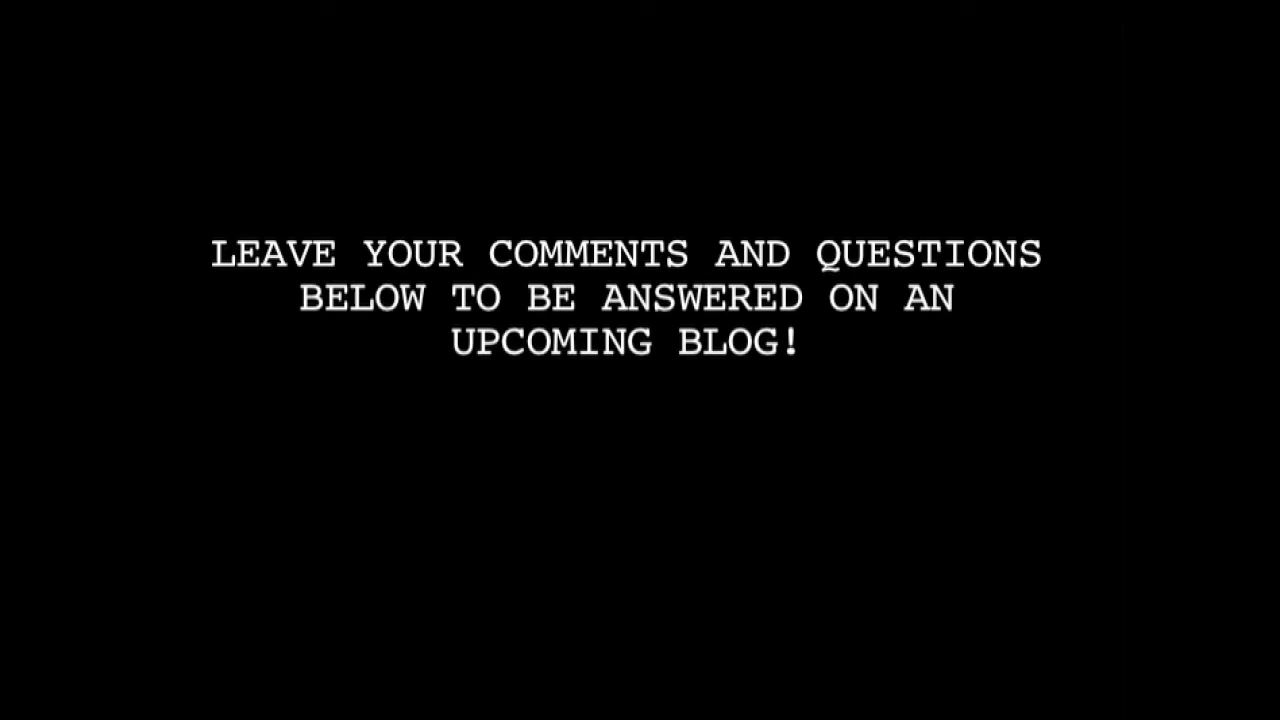 LEAVE YOUR COMMENTS AND QUESTIONS
BELOW TO BE ANSWERED ON AN
UPCOMING BLOG!